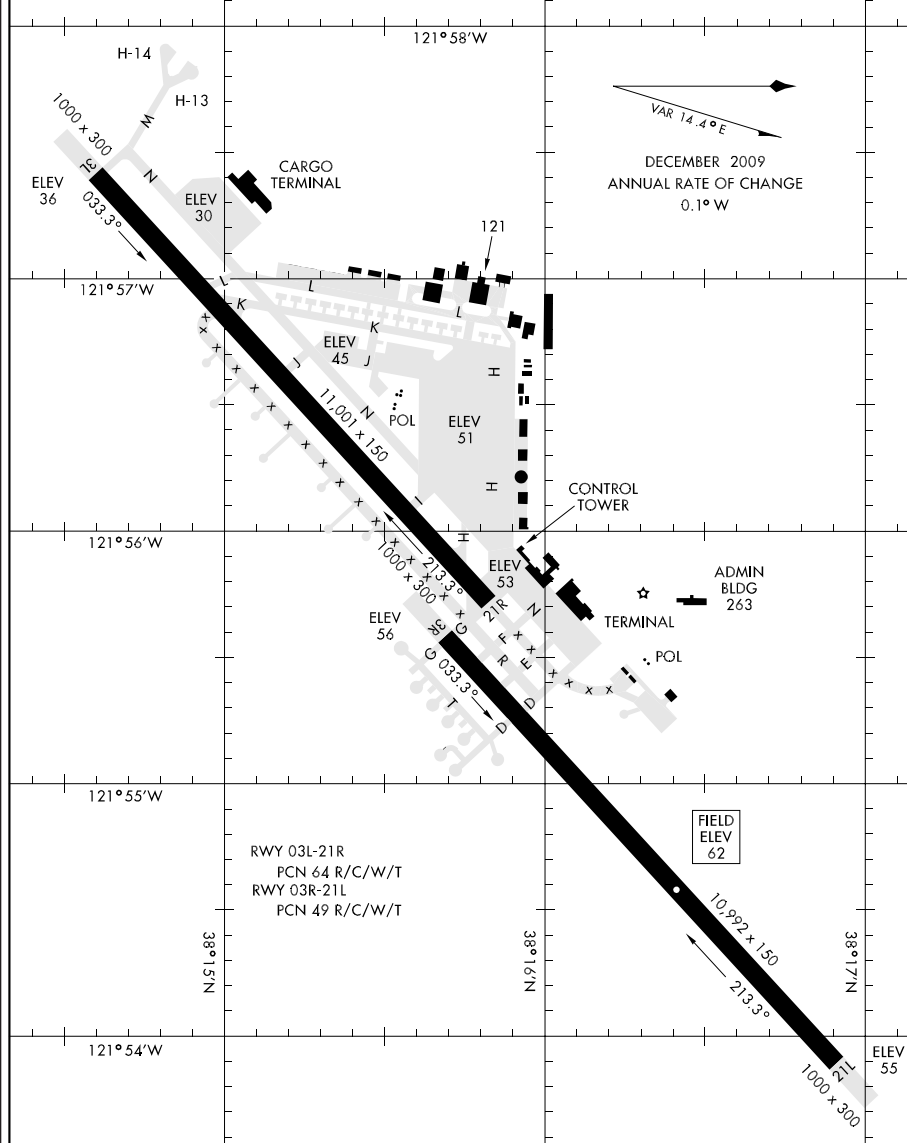 121°58'W
H-14
H-13
W
1000 x 300
VAR 14.4° E
DECEMBER 2009
ANNUAL RATE OF CHANGE
0.1° W
CARGO
TERMINAL
3L
N
ELEV
36
ELEV
30
033.3°
121
121°57'W
L
L
K
L
K
ELEV
45
J
J
H
11,001 x 150
N
POL
ELEV
51
H
CONTROL
TOWER
I
121°56'W
H
213.3°
1000 x 300
ELEV
53
ADMIN
BLDG
263
21R
N
ELEV
56
TERMINAL
3R
G
F
G
R
E
POL
033.3°
T
D
D
121°55'W
FIELD
ELEV
62
RWY 03L-21R
PCN 64 R/C/W/T
RWY 03R-21L
PCN 49 R/C/W/T
10,992 x 150
38°15'N
38°16'N
38°17'N
213.3°
121°54'W
21L
ELEV
55
1000 x 300